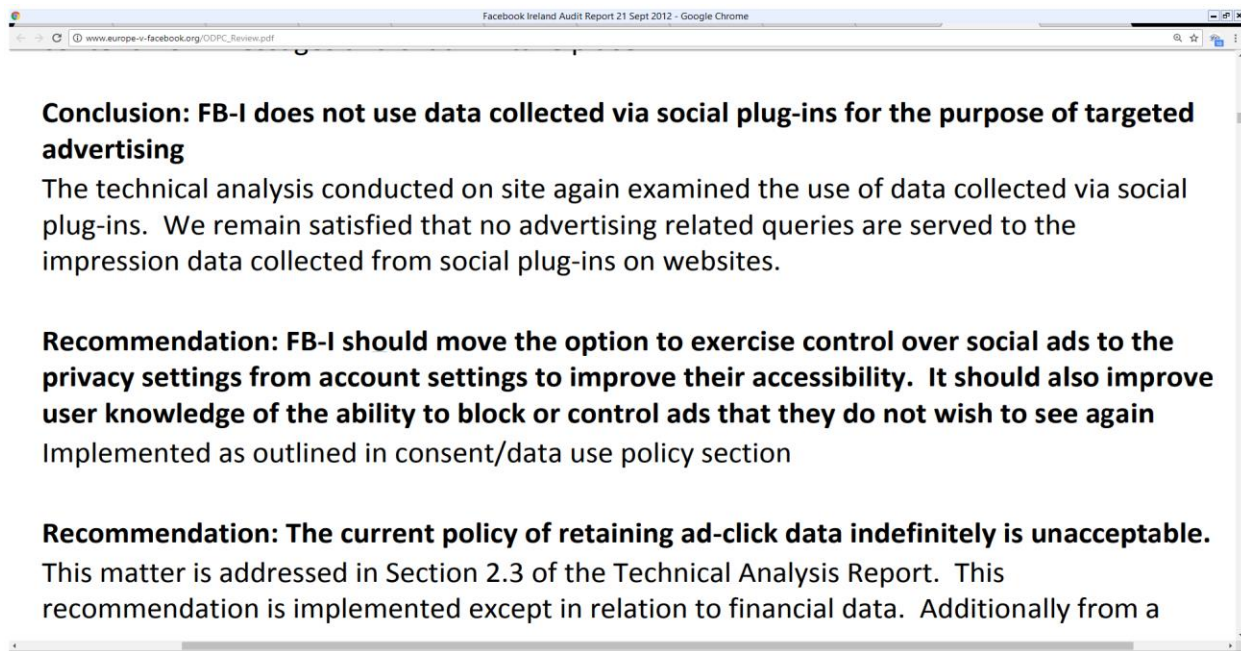 Facebook Ireland Audit Report 21 Sept 2012 - Google Chrome
www.europe-v-facebook.org/ODPC_Review.pdf
Conclusion: FB-I does not use data collected via social plug-ins for the purpose of targeted
advertising
The technical analysis conducted on site again examined the use of data collected via social
plug-ins.  We remain satisfied that no advertising related queries are served to the
impression data collected from social plug-ins on websites.
Recommendation: FB-I should move the option to exercise control over social ads to the
privacy settings from account settings to improve their accessibility.  It should also improve
user knowledge of the ability to block or control ads that they do not wish to see again
Implemented as outlined in consent/data use policy section
Recommendation: The current policy of retaining ad-click data indefinitely is unacceptable.
This matter is addressed in Section 2.3 of the Technical Analysis Report.  This
recommendation is implemented except in relation to financial data.  Additionally from a